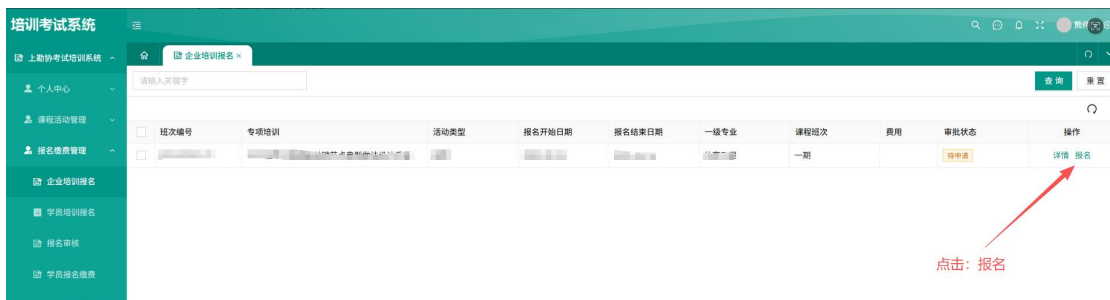 培训考试系统
上勘协考试培训系统
企业培训报名 ×
个人中心
请输入关键字
查询 重置
课程活动管理
班次编号 专项培训 活动类型 报名开始日期 报名结束日期 一级专业 课程班次 费用 审批状态 操作
报名缴费管理
一期 待申请 详情 报名
企业培训报名
学员培训报名
报名审核
点击：报名
学员报名缴费